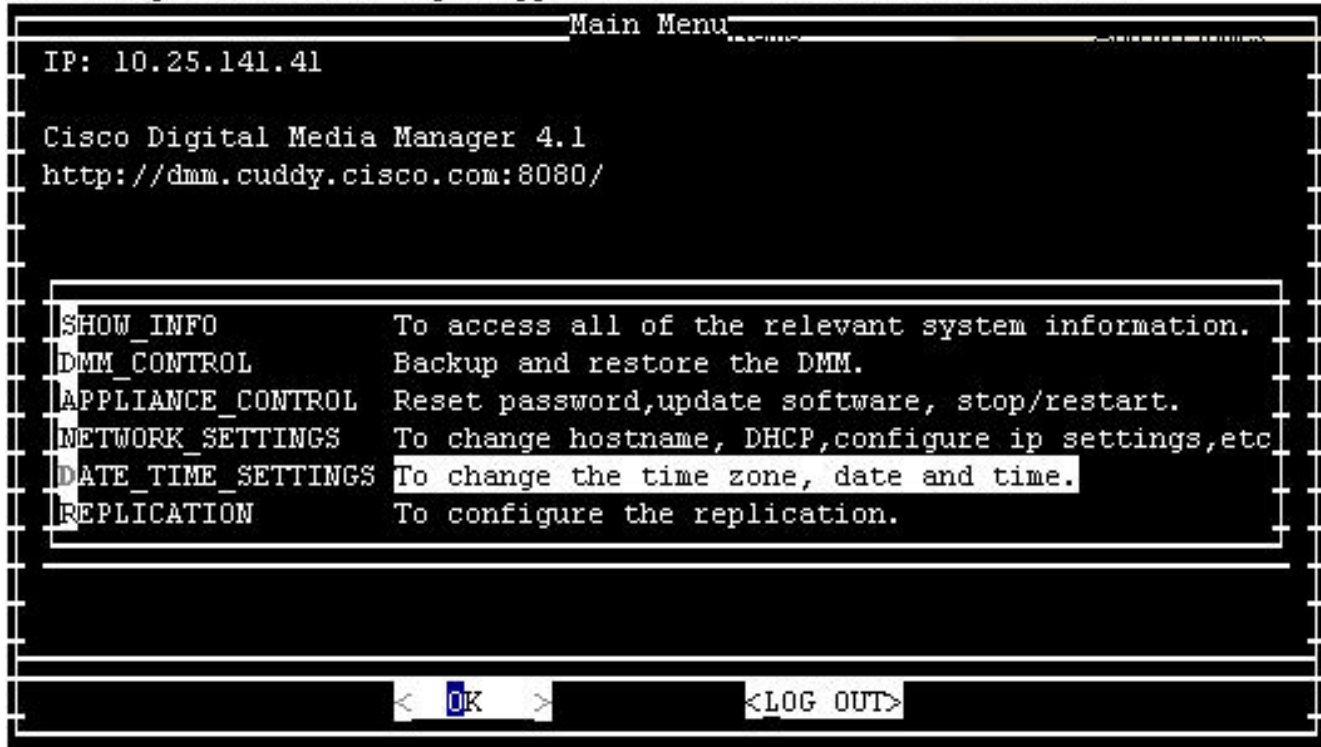 Main Menu
IP: 10.25.141.41
Cisco Digital Media Manager 4.1
http://dmm.cuddy.cisco.com:8080/
SHOW_INFO To access all of the relevant system information.
DMM_CONTROL Backup and restore the DMM.
APPLIANCE_CONTROL Reset password,update software, stop/restart.
NETWORK_SETTINGS To change hostname, DHCP,configure ip settings,etc
DATE_TIME_SETTINGS To change the time zone, date and time.
REPLICATION To configure the replication.
< OK > <LOG OUT>